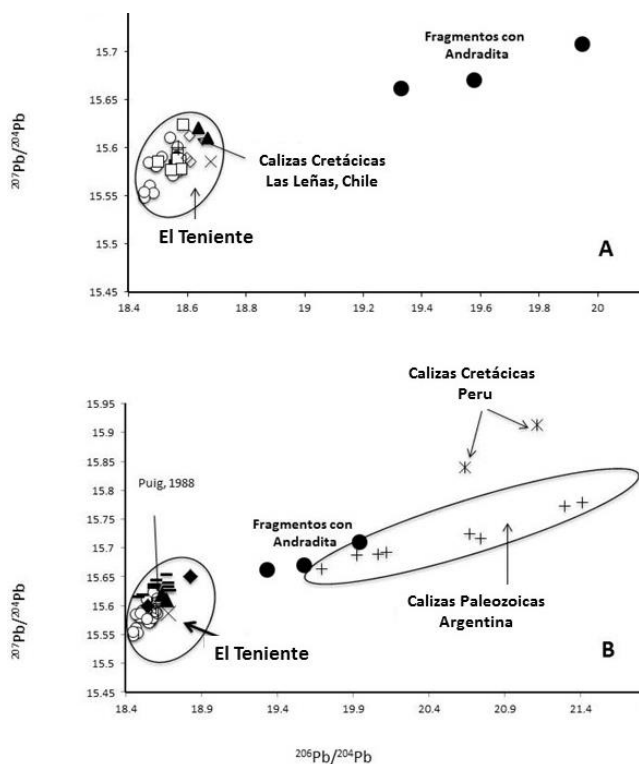 15.7
15.65
15.6
15.55
15.5
15.45
207Pb/204Pb
Fragmentos con
Andradita
Calizas Cretácicas
Las Leñas, Chile
El Teniente
A
18.4 18.6 18.8 19 19.2 19.4 19.6 19.8 20
15.95
15.9
15.85
15.8
15.75
15.7
15.65
15.6
15.55
15.5
15.45
207Pb/204Pb
Calizas Cretácicas
Peru
Puig, 1988
Fragmentos con
Andradita
Calizas Paleozoicas
Argentina
El Teniente
B
18.4 18.9 19.4 19.9 20.4 20.9 21.4
206Pb/204Pb